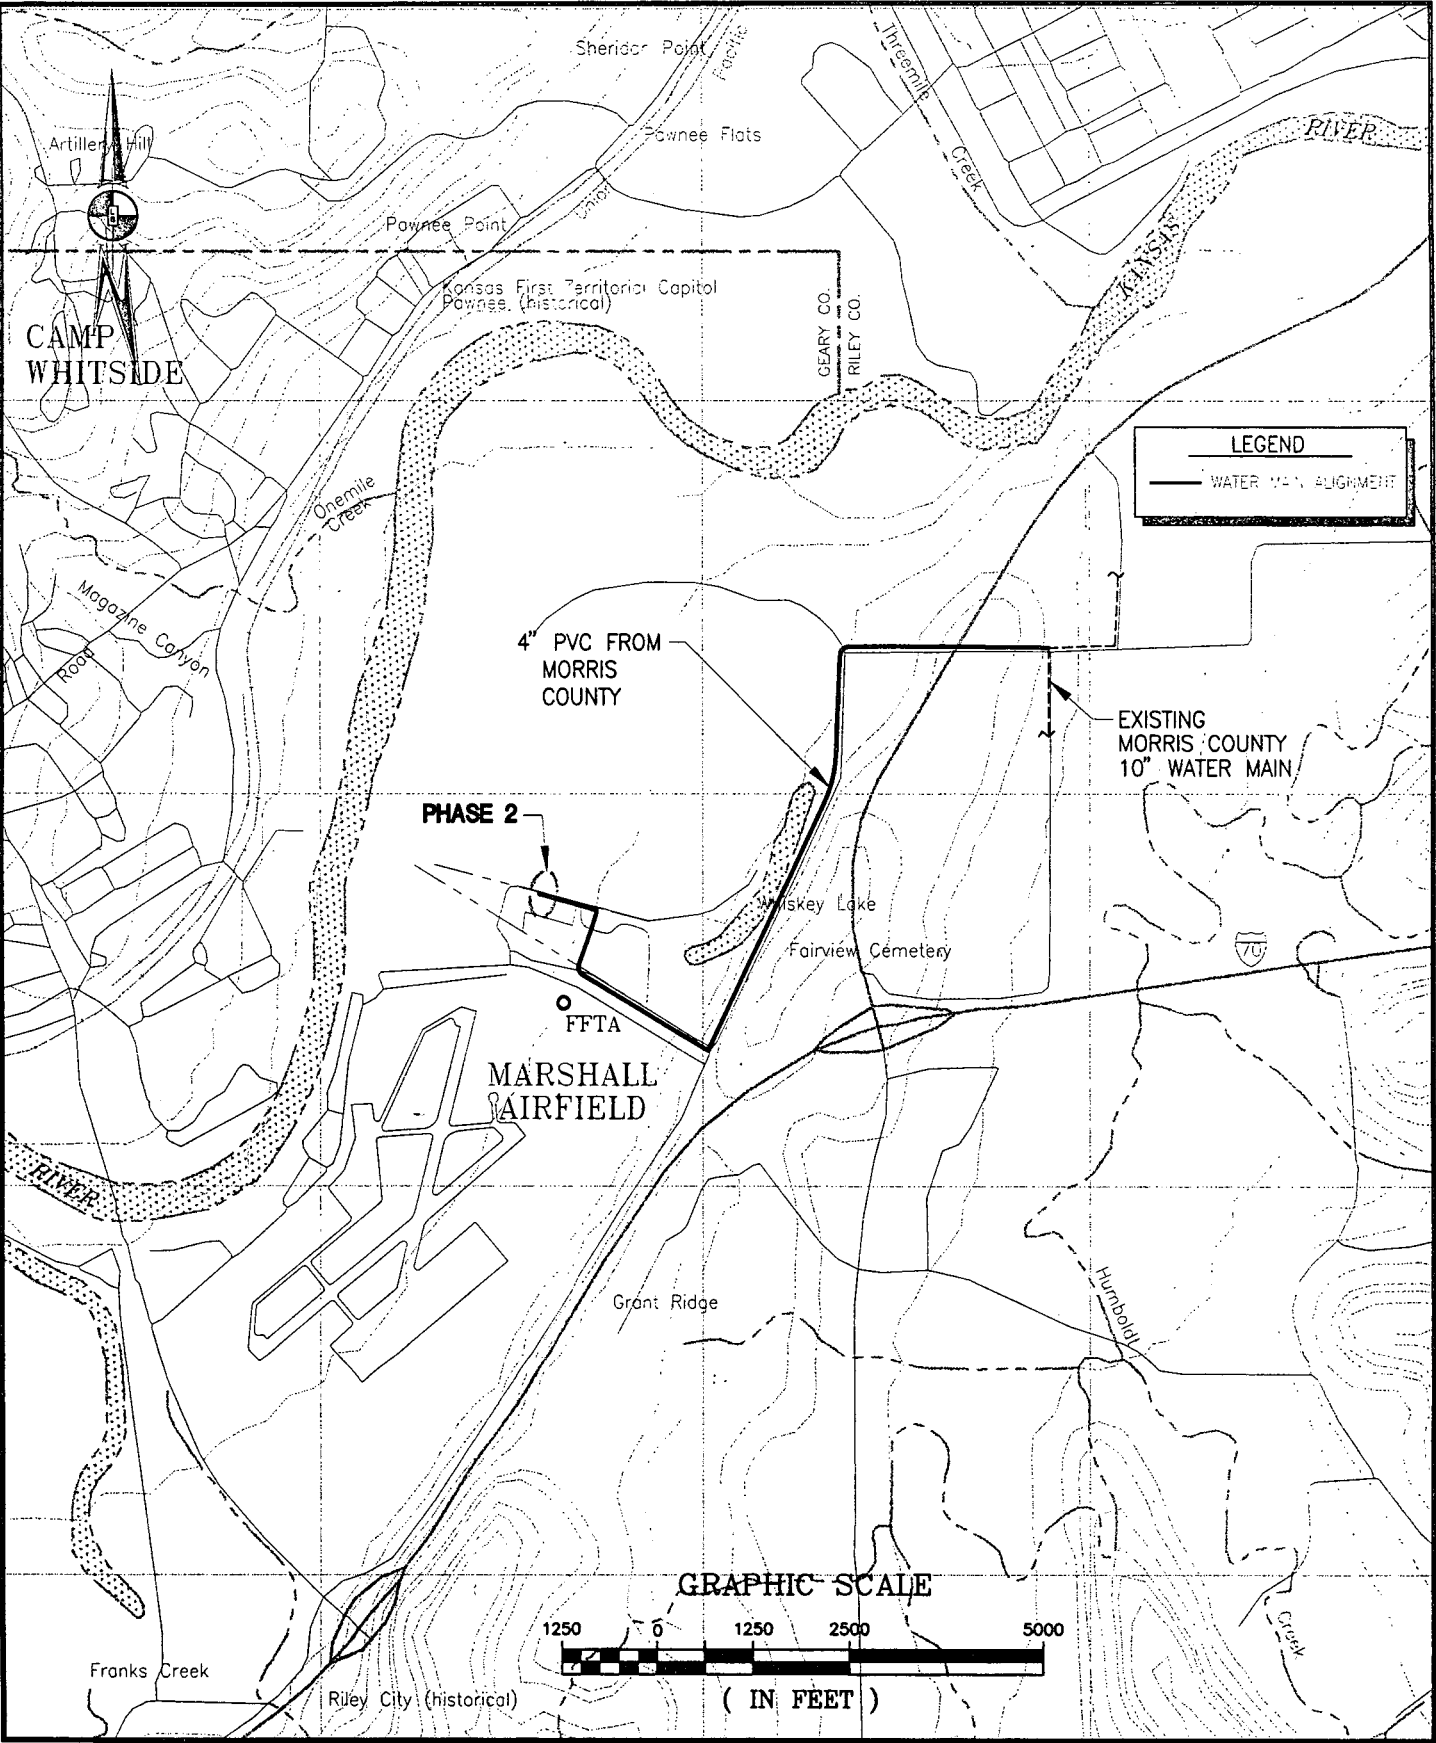 Sheridan Point
Pacific
Threemile
Creek
RIVER
Artillery Hill
Pawnee Flats
Union
Pawnee Point
KANSAS
Kansas First Territorial Capitol
Pawnee (historical)
GEARY CO.
RILEY CO.
CAMP
WHITSIDE
LEGEND
WATER MAIN ALIGNMENT
Onemile
Creek
Magazine Canyon
Road
4" PVC FROM
MORRIS
COUNTY
EXISTING
MORRIS COUNTY
10" WATER MAIN
PHASE 2
Whiskey Lake
Fairview Cemetery
70
FFTA
MARSHALL
AIRFIELD
RIVER
Grant Ridge
Humboldt
Creek
GRAPHIC SCALE
1250 0 1250 2500 5000
( IN FEET )
Franks Creek
Riley City (historical)
N